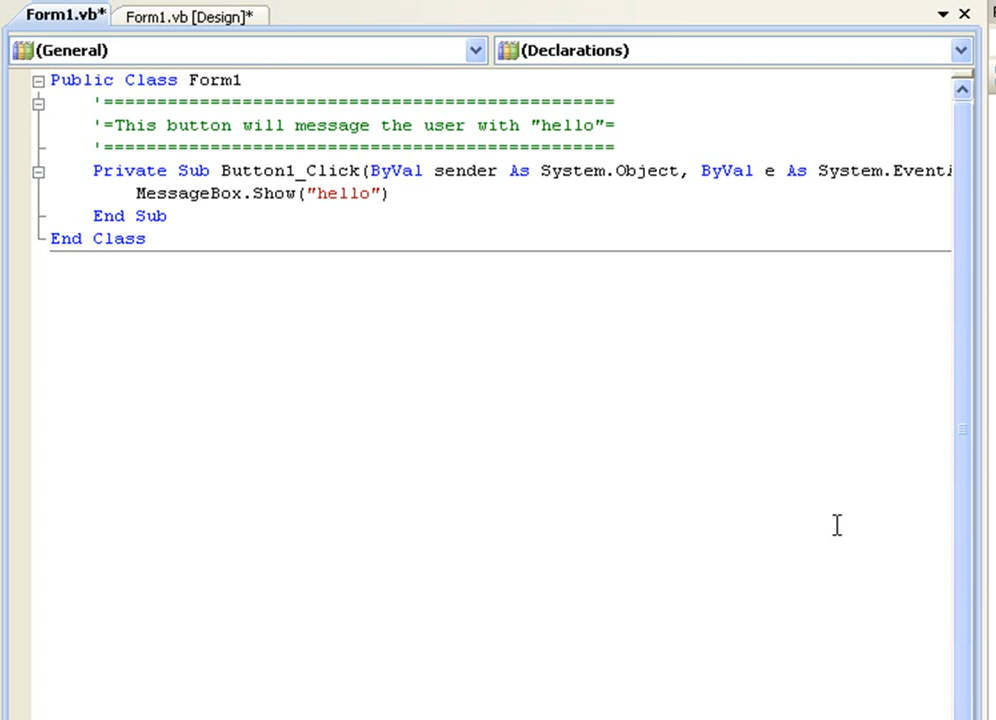 Form1.vb* Form1.vb [Design]*
(General) (Declarations)
Public Class Form1
'================================================
'=This button will message the user with "hello"=
'================================================
Private Sub Button1_Click(ByVal sender As System.Object, ByVal e As System.Event
MessageBox.Show("hello")
End Sub
End Class